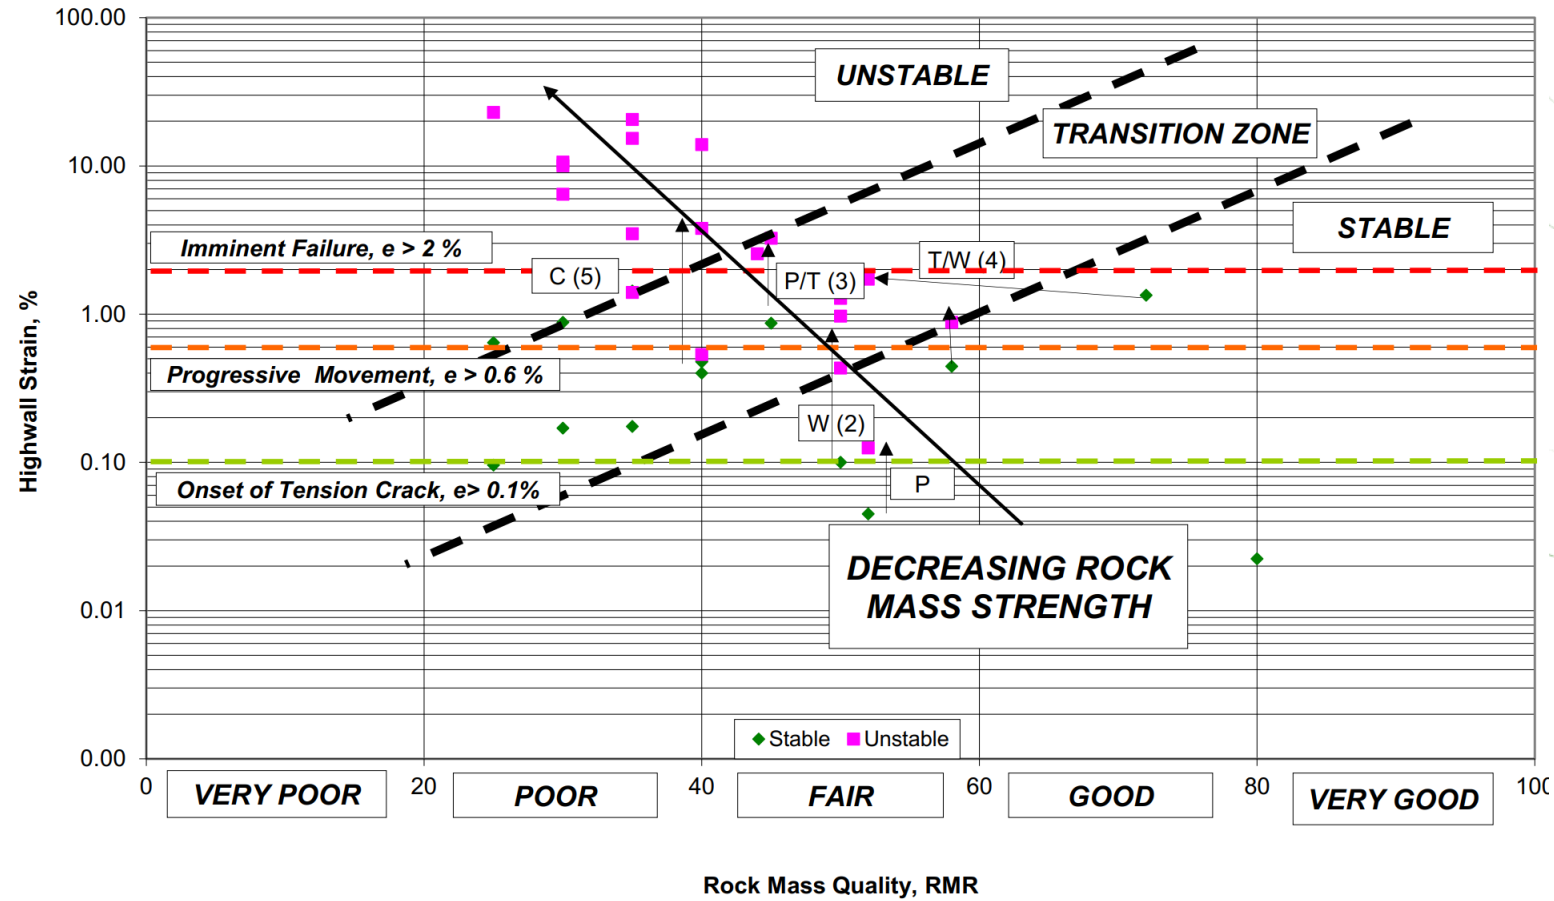 100.00
10.00
1.00
0.10
0.01
0.00
Highwall Strain, %
UNSTABLE
TRANSITION ZONE
STABLE
Imminent Failure, e > 2 %
C (5)
P/T (3)
T/W (4)
Progressive Movement, e > 0.6 %
W (2)
Onset of Tension Crack, e> 0.1%
P
DECREASING ROCK
MASS STRENGTH
Stable
Unstable
0
20
40
60
80
100
VERY POOR
POOR
FAIR
GOOD
VERY GOOD
Rock Mass Quality, RMR